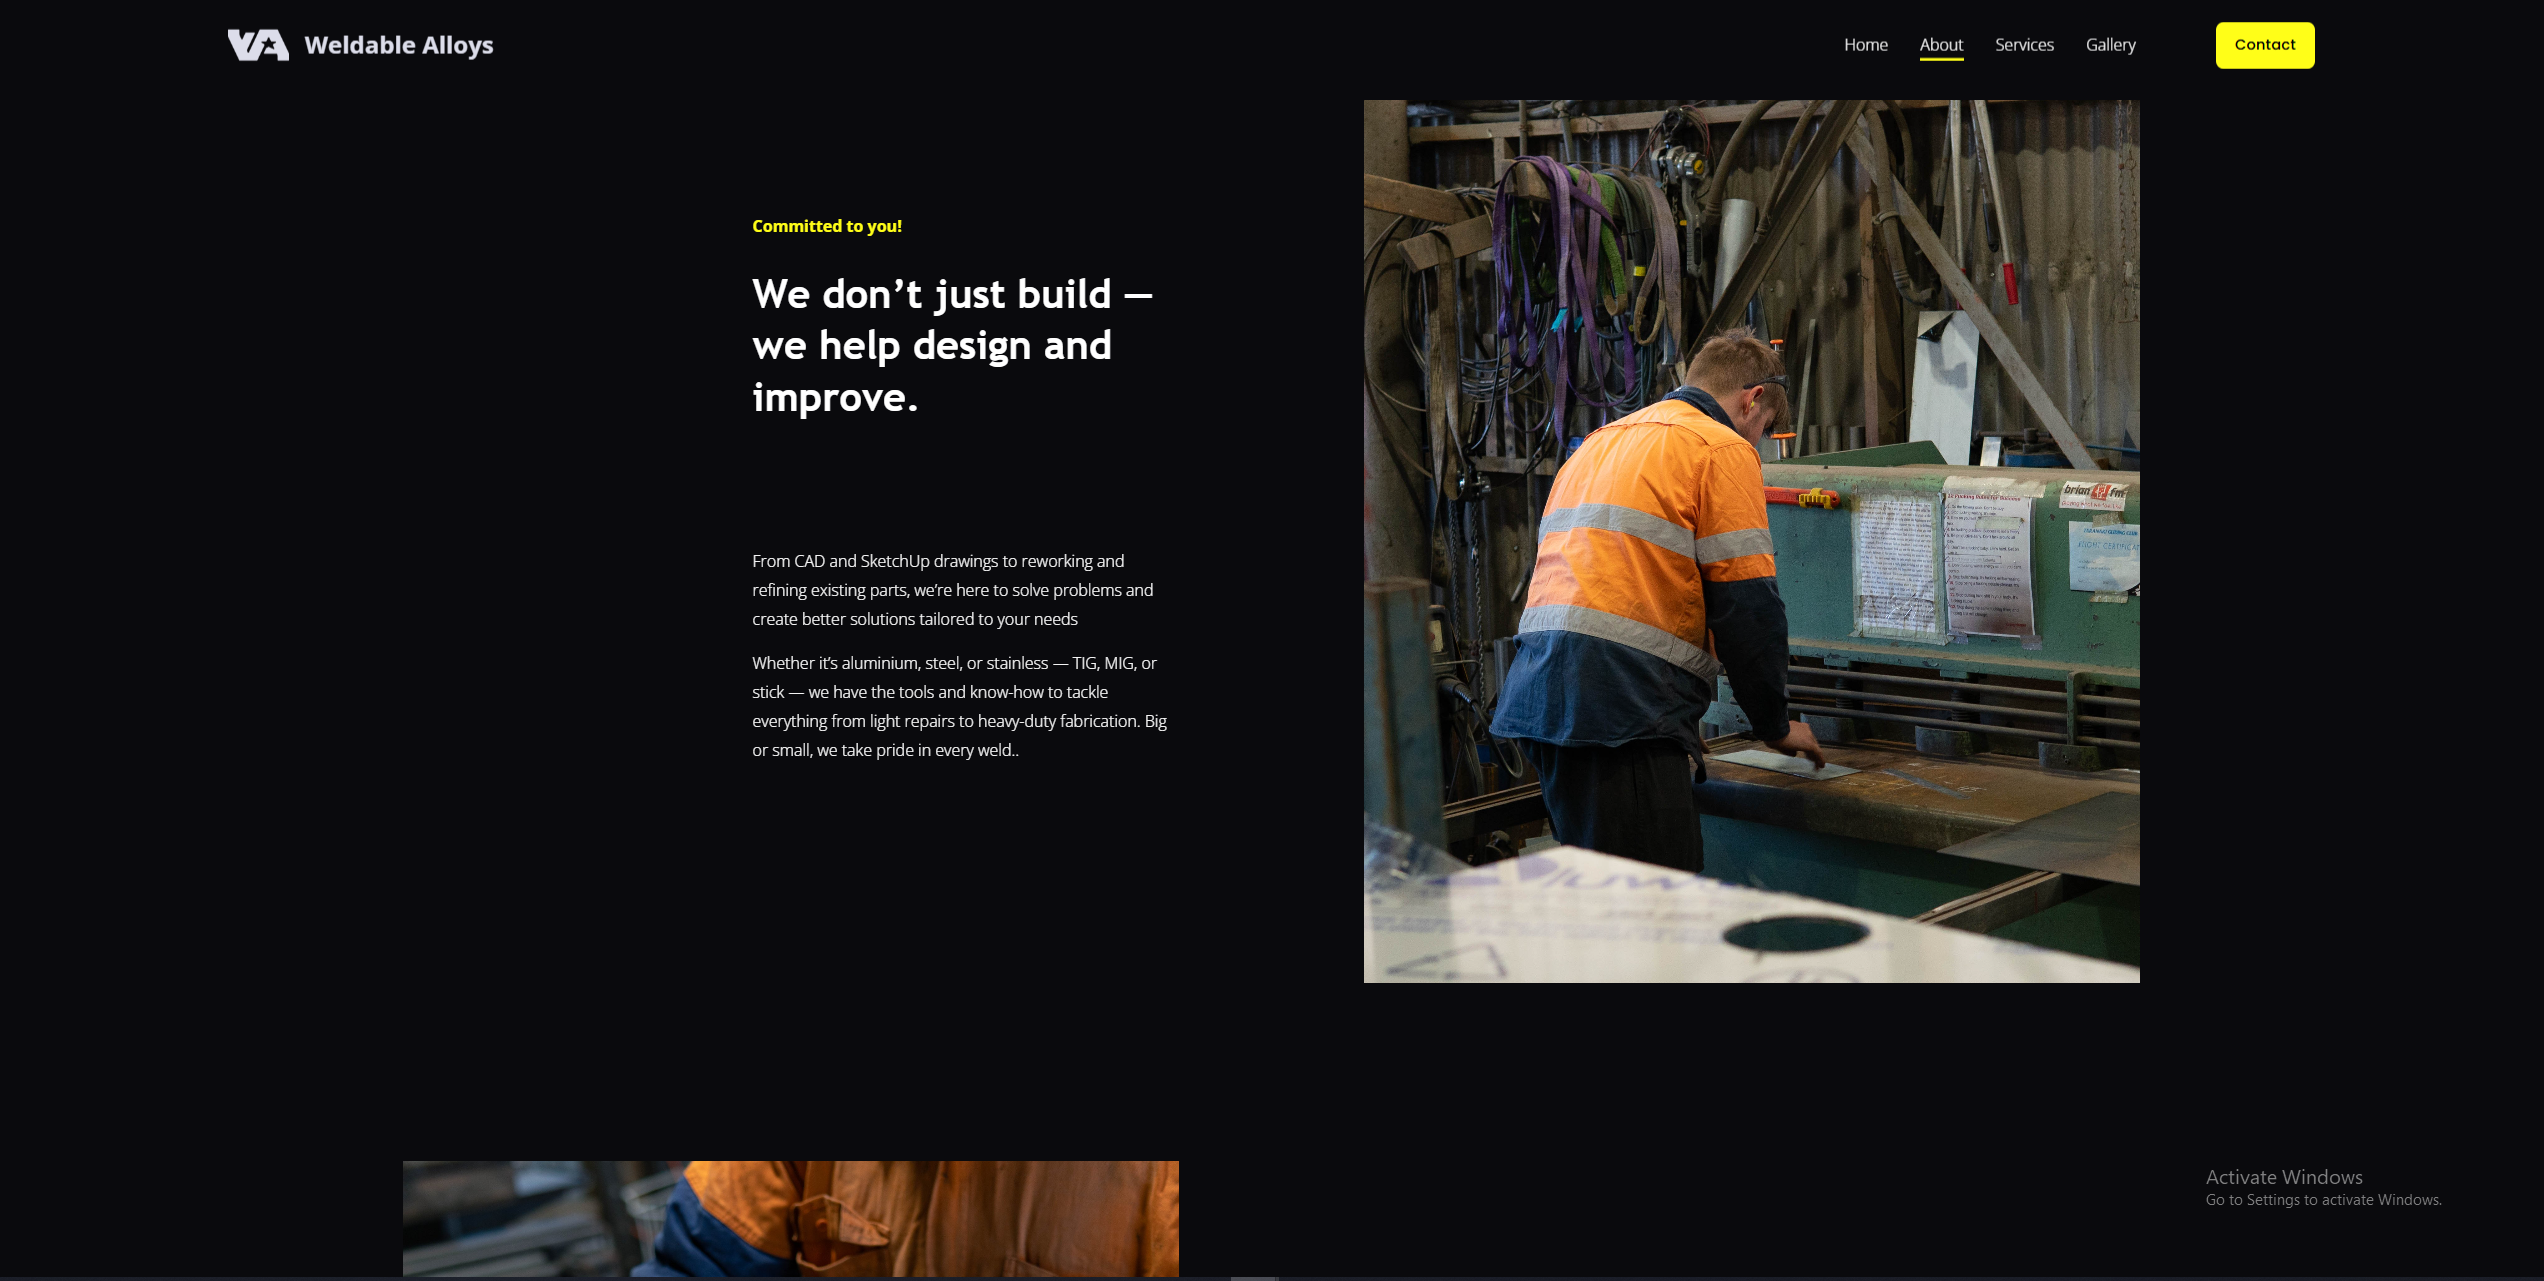 VA Weldable Alloys
Home About Services Gallery Contact
Committed to you!
We don’t just build —
we help design and
improve.
From CAD and SketchUp drawings to reworking and
refining existing parts, we’re here to solve problems and
create better solutions tailored to your needs
Whether it’s aluminium, steel, or stainless — TIG, MIG, or
stick — we have the tools and know-how to tackle
everything from light repairs to heavy-duty fabrication. Big
or small, we take pride in every weld..
brian fm
Activate Windows
Go to Settings to activate Windows.